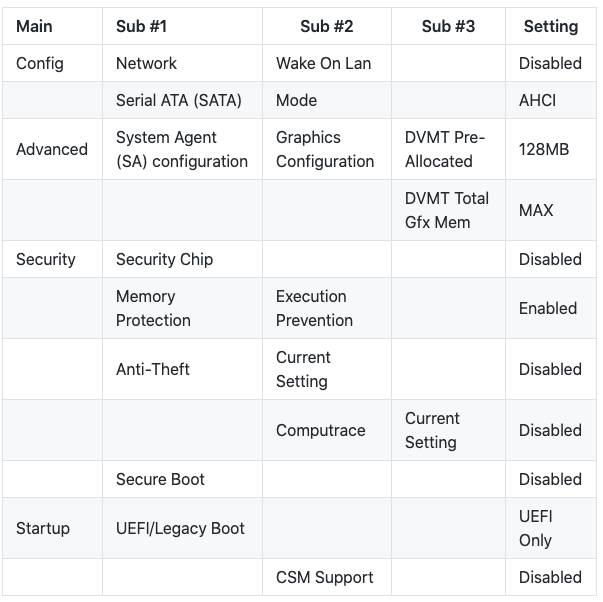 Main Sub #1 Sub #2 Sub #3 Setting
Config Network Wake On Lan Disabled
Serial ATA (SATA) Mode AHCI
Advanced System Agent (SA) configuration Graphics Configuration DVMT Pre-Allocated 128MB
DVMT Total Gfx Mem MAX
Security Security Chip Disabled
Memory Protection Execution Prevention Enabled
Anti-Theft Current Setting Disabled
Computrace Current Setting Disabled
Secure Boot Disabled
Startup UEFI/Legacy Boot UEFI Only
CSM Support Disabled